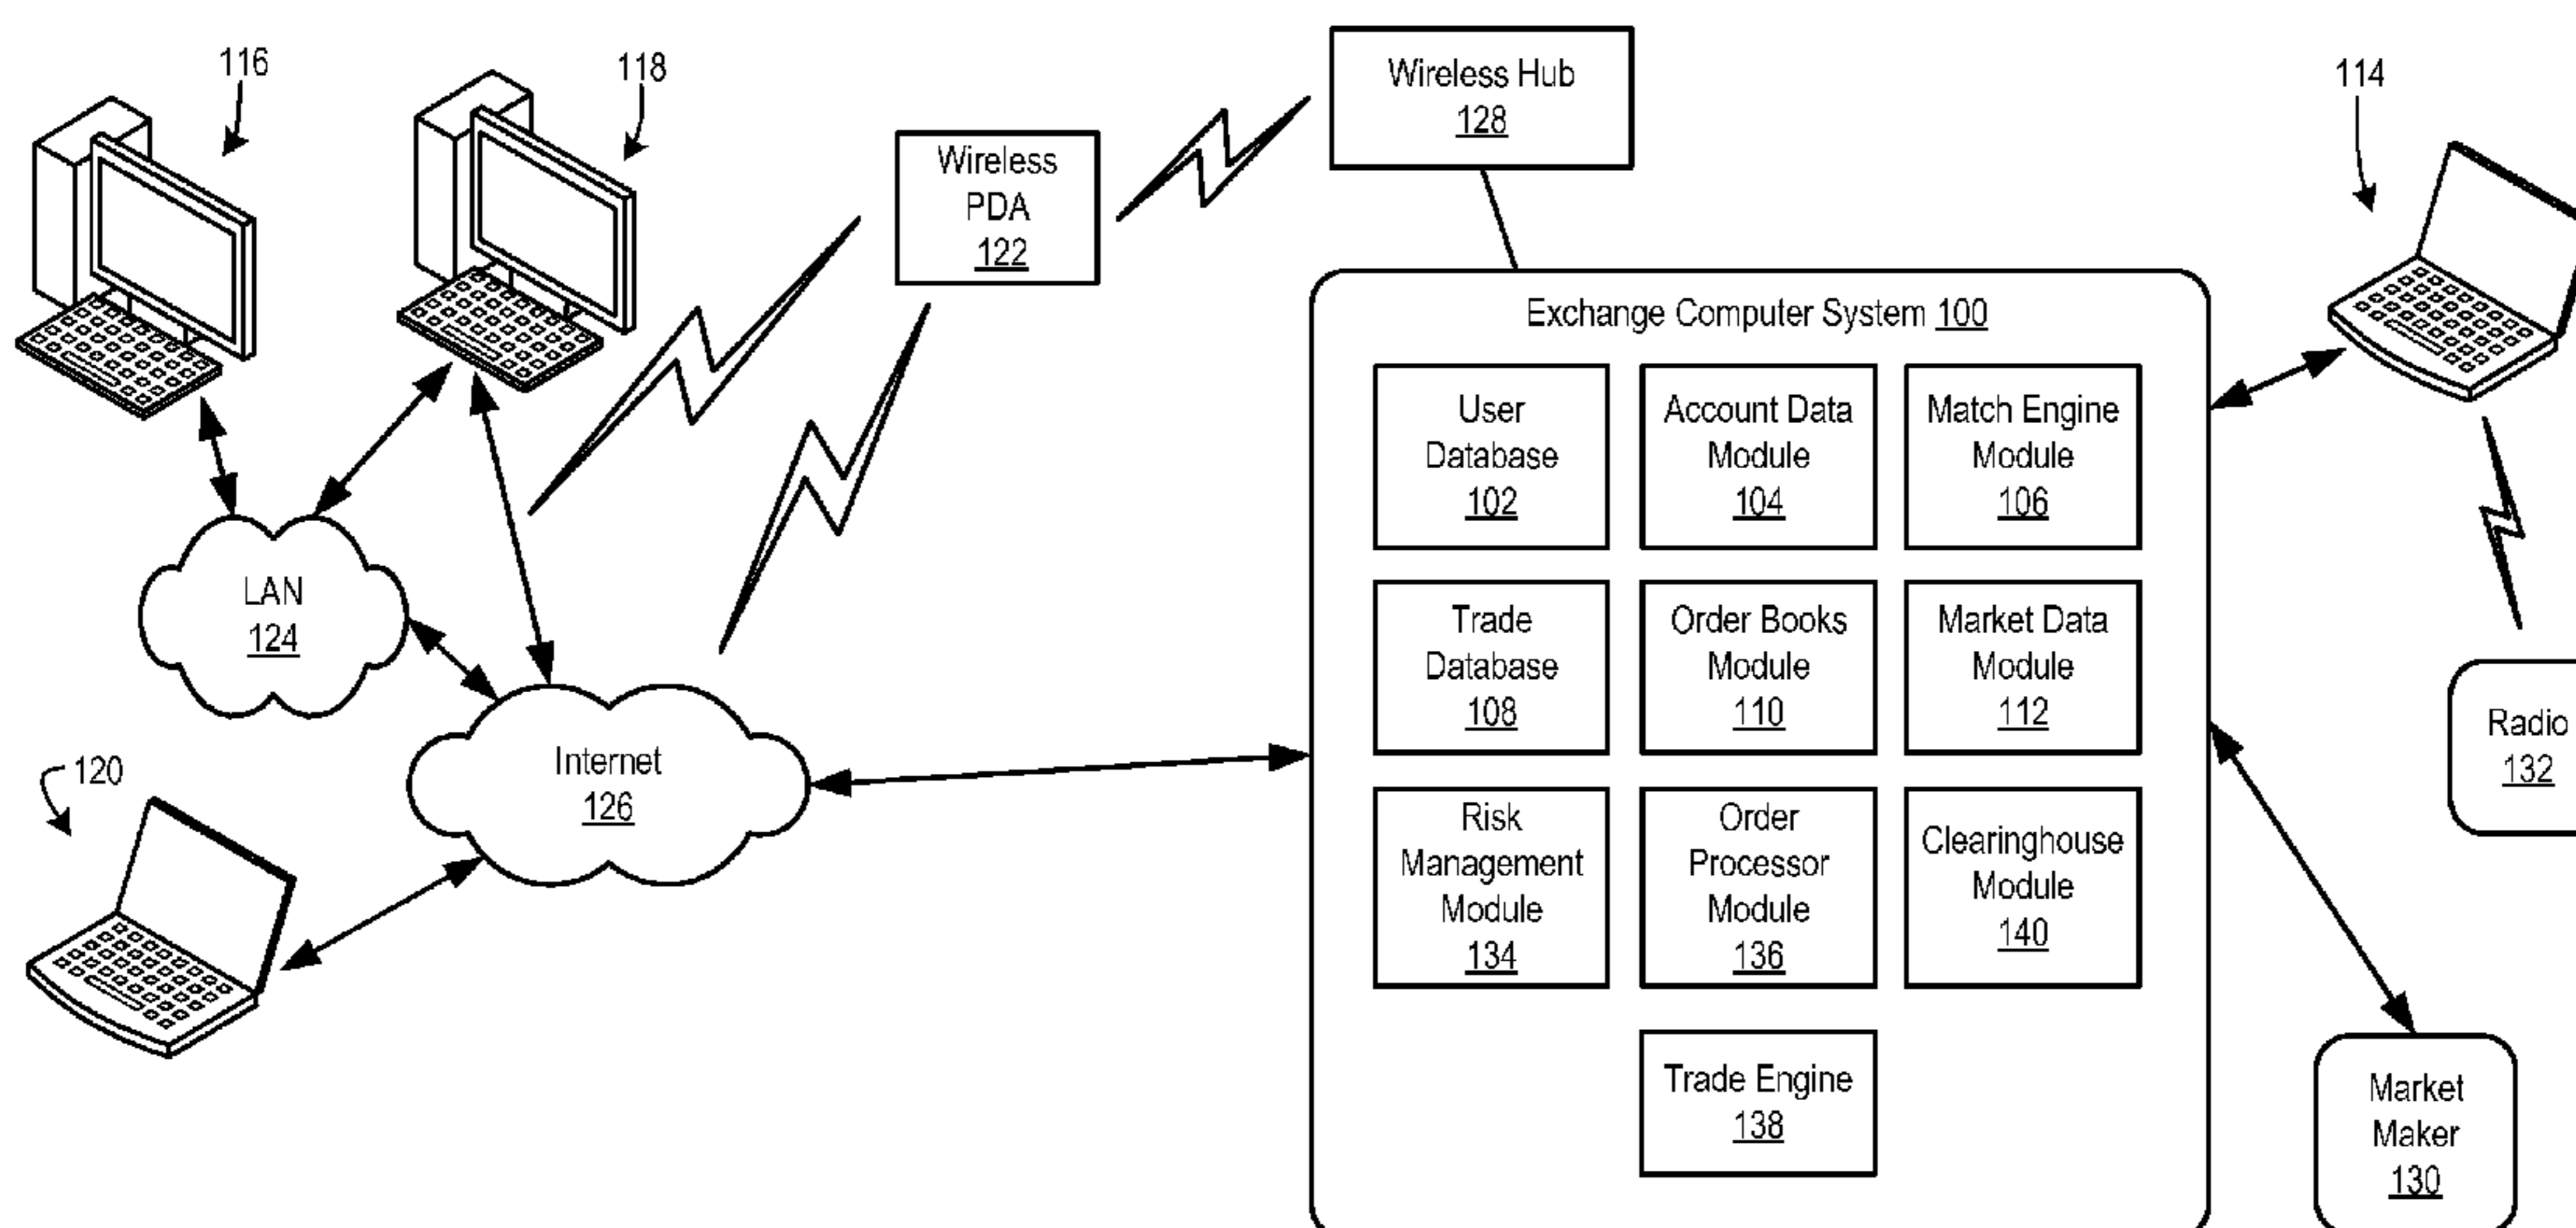 116
118
Wireless Hub
128
114
Wireless
PDA
122
Exchange Computer System 100
User
Database
102
Account Data
Module
104
Match Engine
Module
106
LAN
124
Trade
Database
108
Order Books
Module
110
Market Data
Module
112
Radio
132
120
Internet
126
Risk
Management
Module
134
Order
Processor
Module
136
Clearinghouse
Module
140
Trade Engine
138
Market
Maker
130